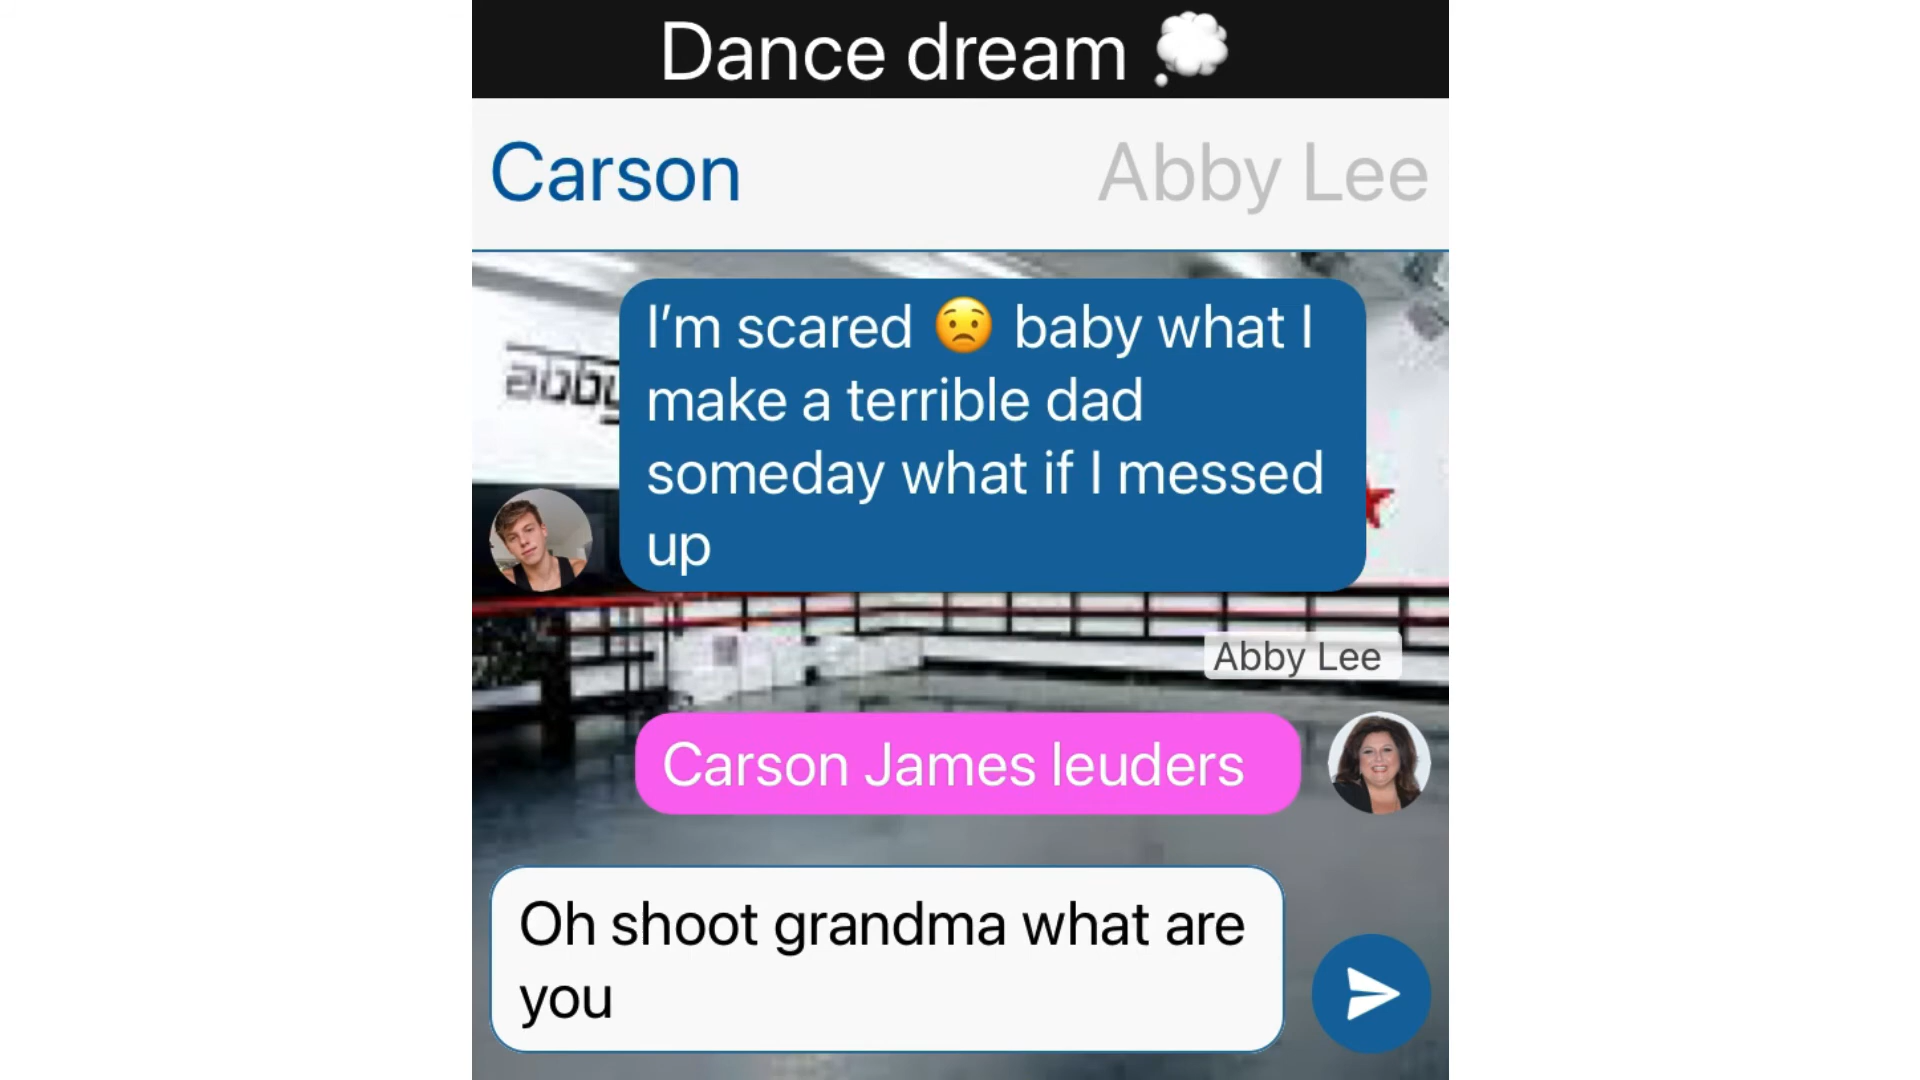 Dance dream 💭
Carson
Abby Lee
abby
I’m scared 😟 baby what I
make a terrible dad
someday what if I messed
up
Abby Lee
Carson James leuders
Oh shoot grandma what are
you